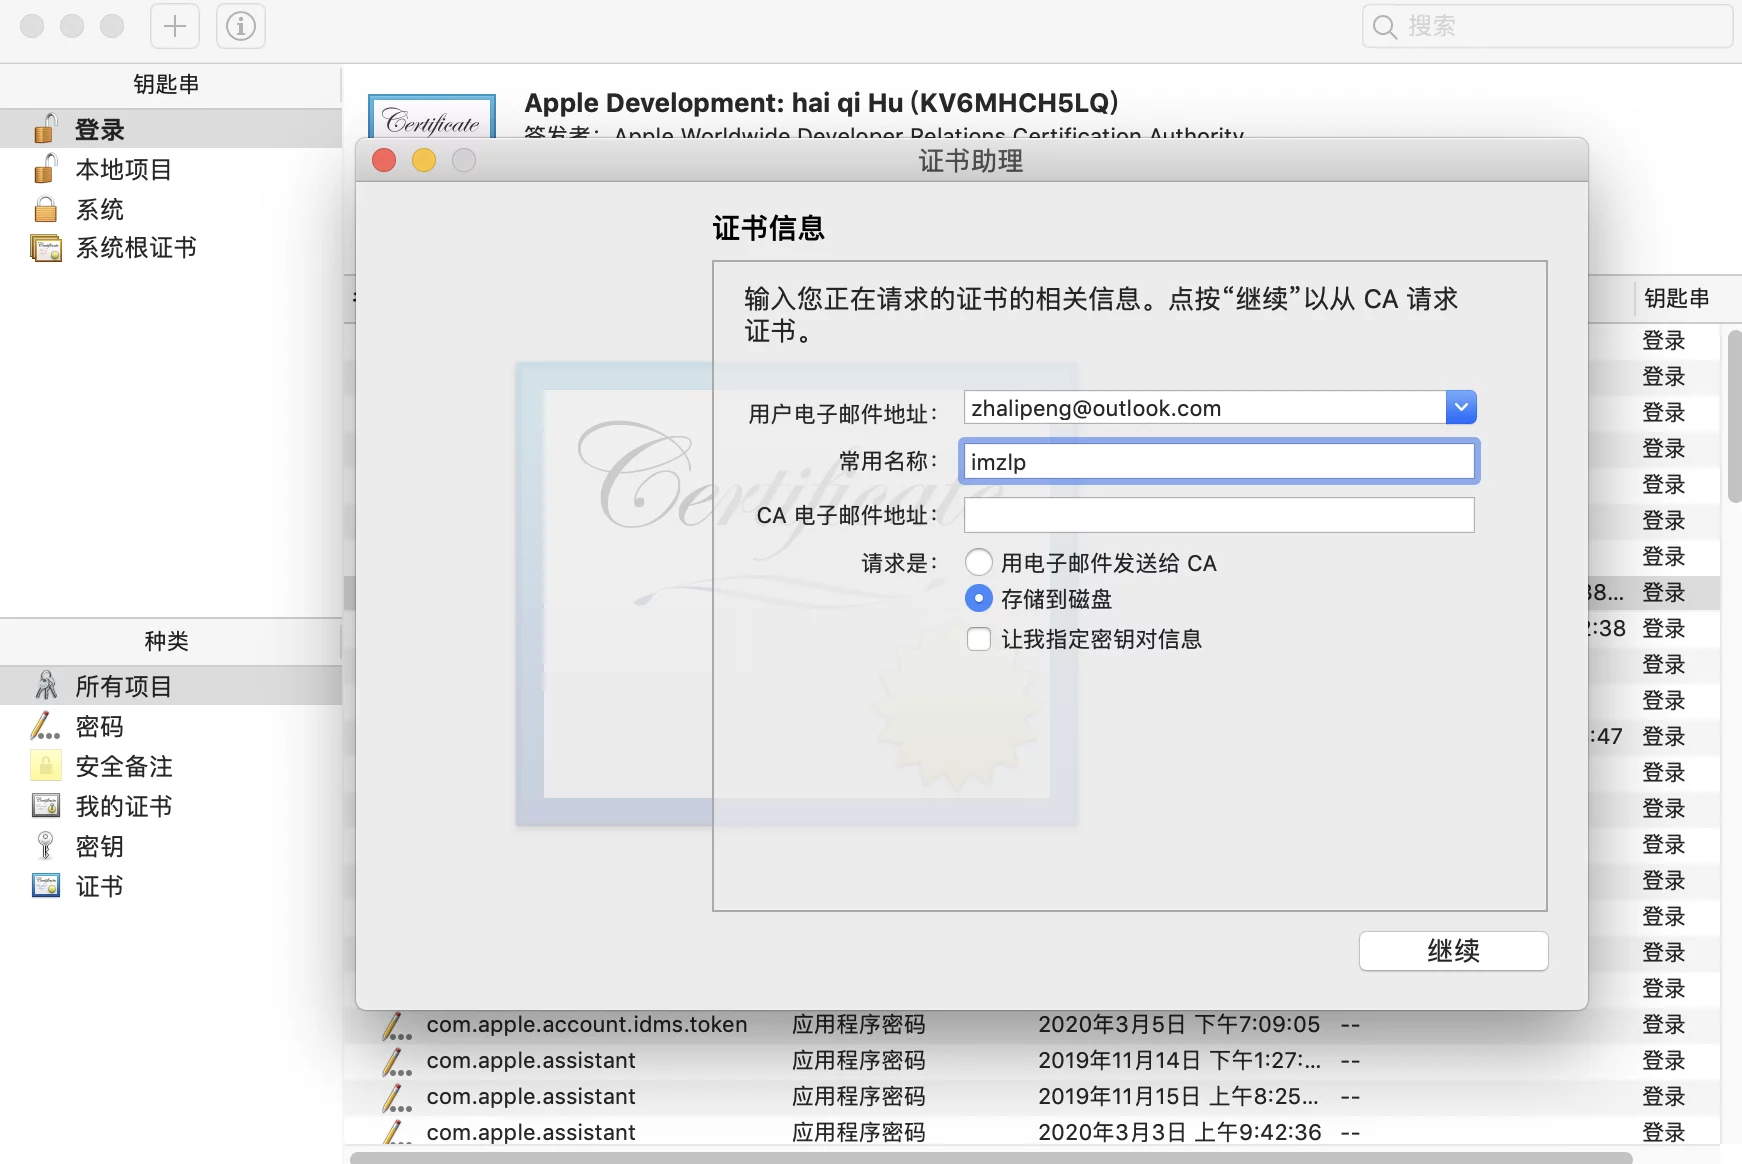 搜索
钥匙串
登录
本地项目
系统
系统根证书
Certificate
Apple Development: hai qi Hu (KV6MHCH5LQ)
签发者: Apple Worldwide Developer Relations Certification Authority
证书助理
证书信息
输入您正在请求的证书的相关信息。点按“继续”以从 CA 请求
证书。
Certificate
用户电子邮件地址: zhalipeng@outlook.com
常用名称: imzlp
CA 电子邮件地址:
请求是: 用电子邮件发送给 CA
存储到磁盘
让我指定密钥对信息
继续
钥匙串
登录
登录
登录
登录
登录
登录
登录
38... 登录
2:38 登录
登录
登录
:47 登录
登录
登录
登录
登录
登录
登录
登录
种类
所有项目
密码
安全备注
我的证书
密钥
证书
com.apple.account.idms.token 应用程序密码 2020年3月5日 下午7:09:05 -- 登录
com.apple.assistant 应用程序密码 2019年11月14日 下午1:27:... -- 登录
com.apple.assistant 应用程序密码 2019年11月15日 上午8:25... -- 登录
com.apple.assistant 应用程序密码 2020年3月3日 上午9:42:36 -- 登录